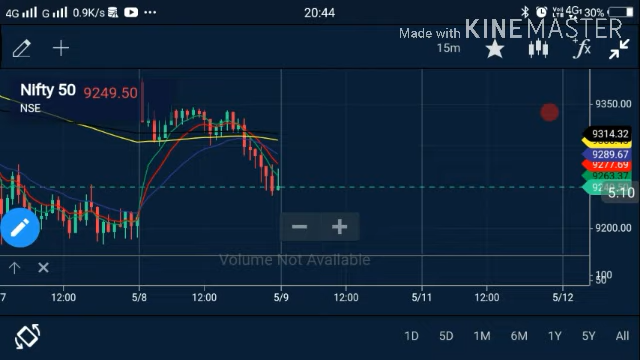 4G G 0.9K/s ... 20:44 4G 30%
Made with KINEMASTER
15m fx
Nifty 50 9249.50
NSE
9350.00
9314.32
9289.67
9277.69
9263.37
5:10
9200.00
Volume Not Available
100
50
7 12:00 5/8 12:00 5/9 12:00 5/11 12:00 5/12
1D 5D 1M 6M 1Y 5Y All